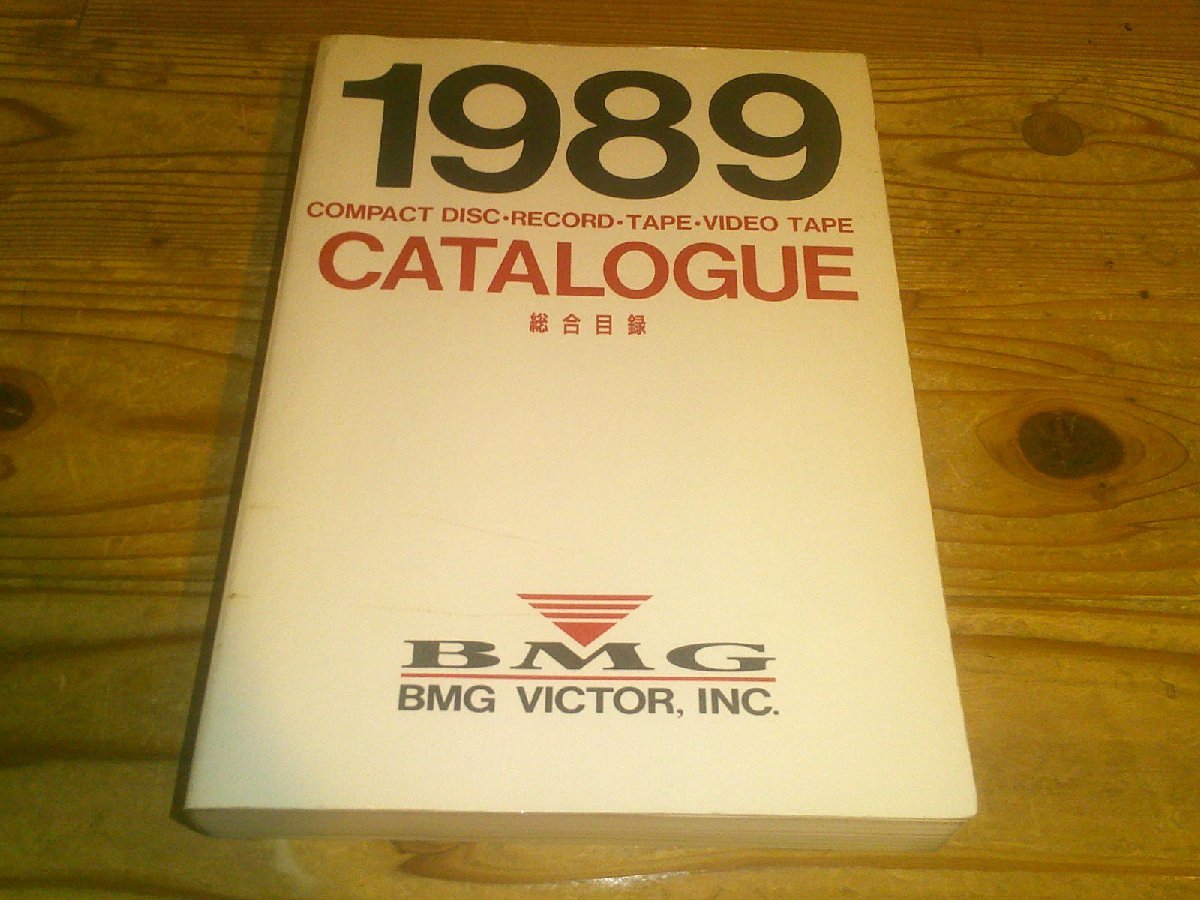 1989
COMPACT DISC・RECORD・TAPE・VIDEO TAPE
CATALOGUE
総合目録
BMG
BMG VICTOR, INC.